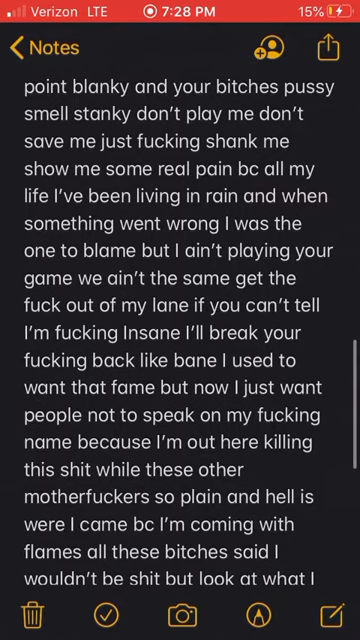 Verizon LTE 7:28 PM 15%
Notes
point blanky and your bitches pussy
smell stanky don't play me don't
save me just fucking shank me
show me some real pain bc all my
life I've been living in rain and when
something went wrong I was the
one to blame but I ain't playing your
game we ain't the same get the
fuck out of my lane if you can't tell
I'm fucking Insane I'll break your
fucking back like bane I used to
want that fame but now I just want
people not to speak on my fucking
name because I'm out here killing
this shit while these other
motherfuckers so plain and hell is
were I came bc I'm coming with
flames all these bitches said I
wouldn't be shit but look at what I